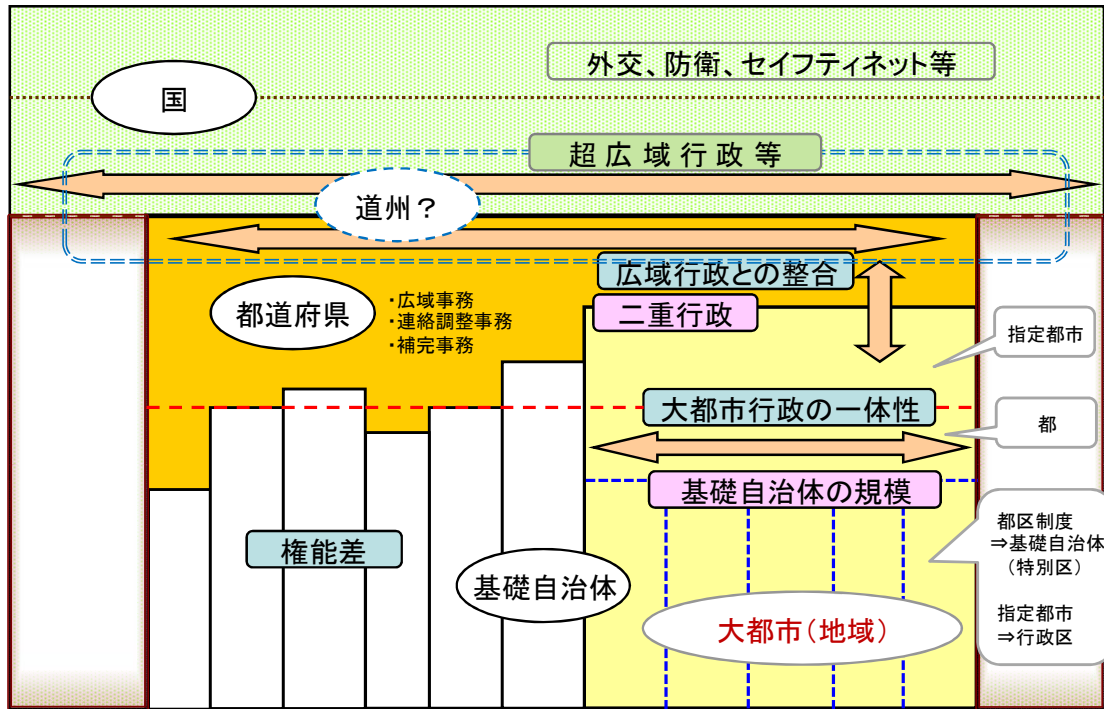 外交、防衛、セイフティネット等
国
超広域行政等
道州？
広域行政との整合
都道府県
・広域事務
・連絡調整事務
・補完事務
二重行政
指定都市
大都市行政の一体性
都
基礎自治体の規模
権能差
基礎自治体
大都市（地域）
都区制度
⇒基礎自治体
（特別区）
指定都市
⇒行政区